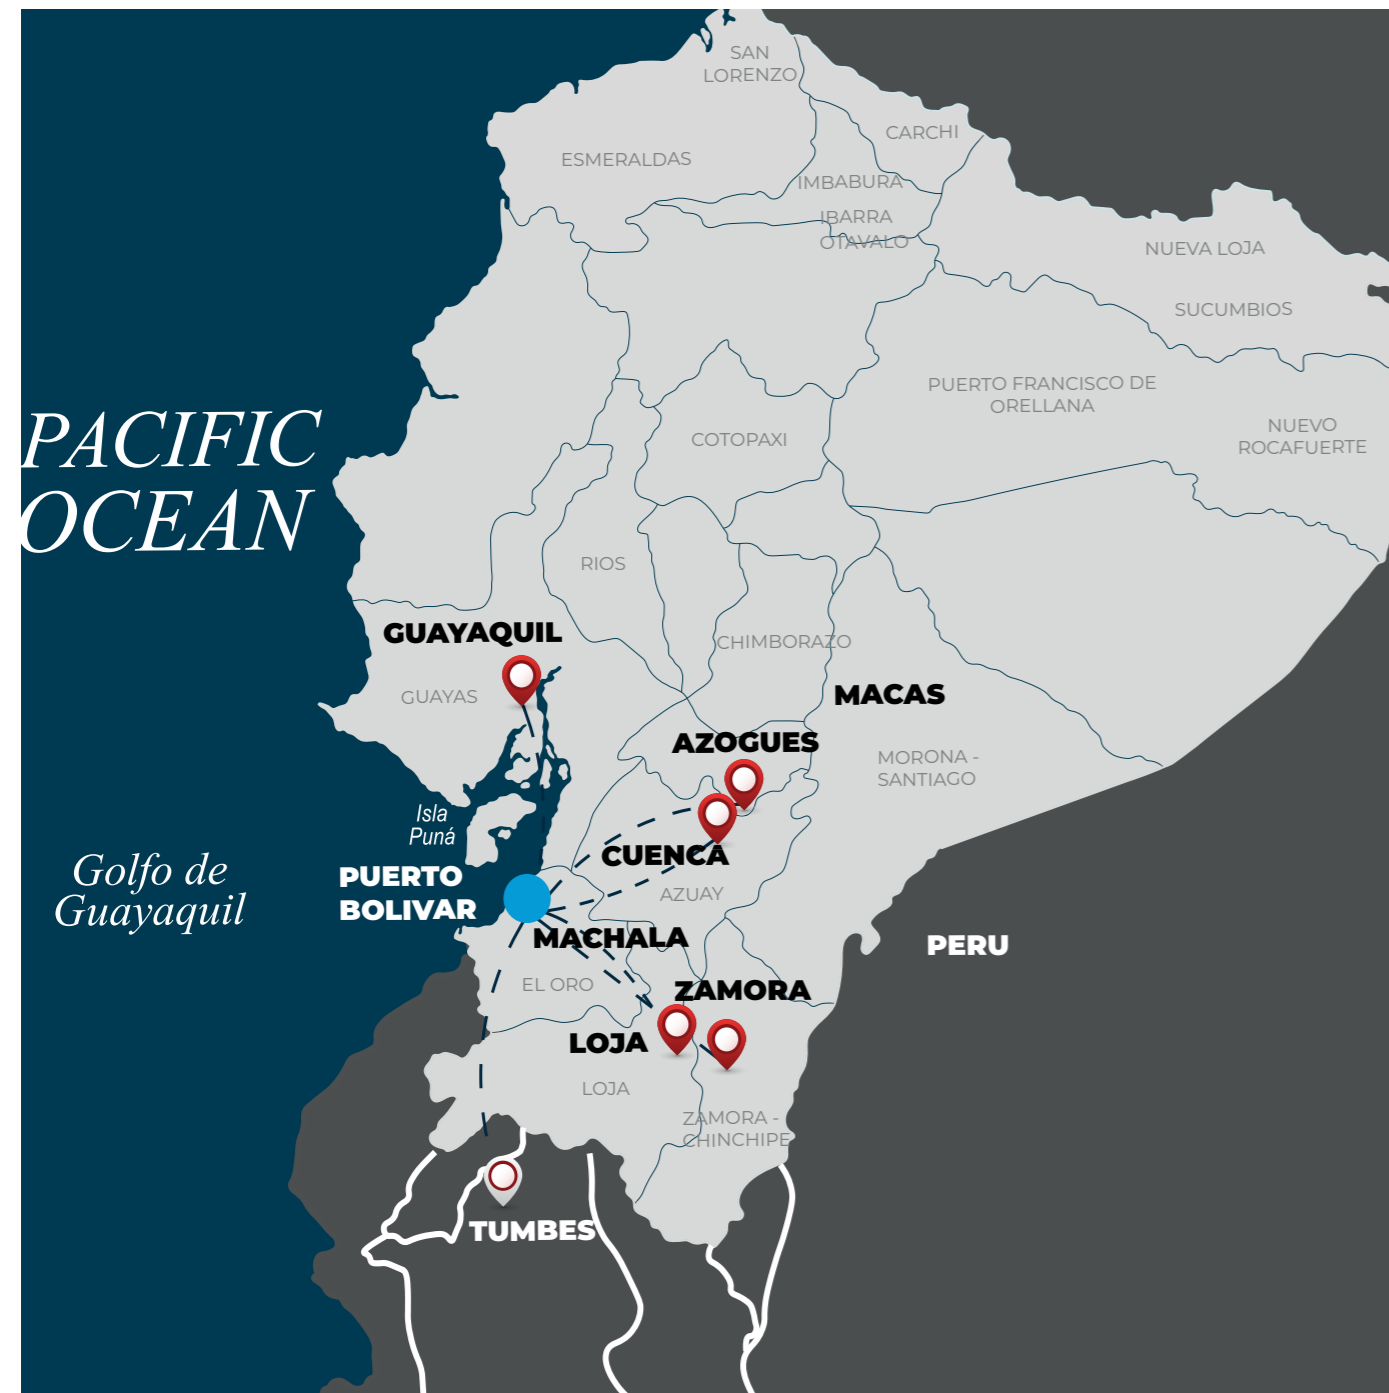 SAN
LORENZO
CARCHI
ESMERALDAS
IMBABURA
IBARRA
OTAVALO
NUEVA LOJA
SUCUMBIOS
PUERTO FRANCISCO DE
ORELLANA
NUEVO
ROCAFUERTE
PACIFIC
OCEAN
COTOPAXI
RIOS
GUAYAQUIL
CHIMBORAZO
GUAYAS
MACAS
AZOGUES
MORONA -
SANTIAGO
Isla
Puná
CUENCA
Golfo de
Guayaquil
PUERTO
BOLIVAR
AZUAY
MACHALA
PERU
EL ORO
ZAMORA
LOJA
LOJA
ZAMORA -
CHINCHIPE
TUMBES